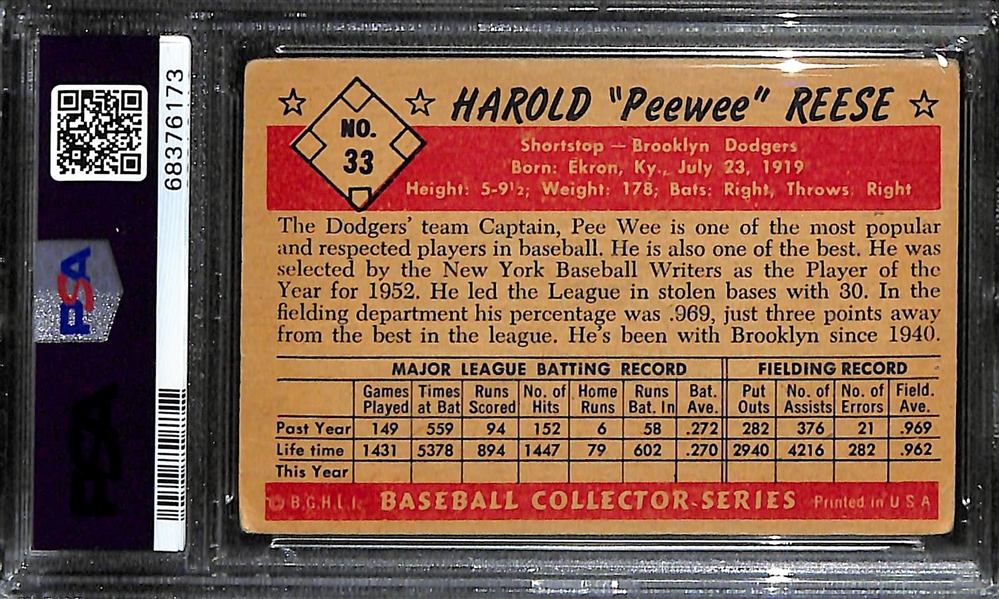 68376173
PSA
PSA
NO.
33
HAROLD "Peewee" REESE
Shortstop — Brooklyn Dodgers
Born: Ekron, Ky., July 23, 1919
Height: 5-9½; Weight: 178; Bats: Right, Throws: Right
The Dodgers' team Captain, Pee Wee is one of the most popular
and respected players in baseball. He is also one of the best. He was
selected by the New York Baseball Writers as the Player of the
Year for 1952. He led the League in stolen bases with 30. In the
fielding department his percentage was .969, just three points away
from the best in the league. He's been with Brooklyn since 1940.
MAJOR LEAGUE BATTING RECORD FIELDING RECORD
Games Times Runs No. of Home Runs Bat. Put No. of No. of Field.
Played at Bat Scored Hits Runs Bat. In Ave. Outs Assists Errors Ave.
Past Year 149 559 94 152 6 58 .272 282 376 21 .969
Life time 1431 5378 894 1447 79 602 .270 2940 4216 282 .962
This Year
© B.G.H.L.I. BASEBALL COLLECTOR-SERIES Printed in U S A